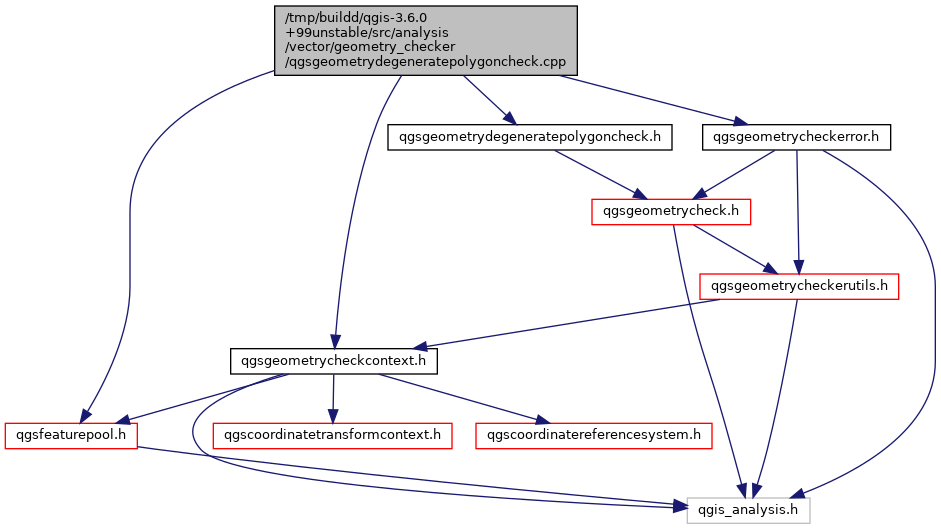 /tmp/buildd/qgis-3.6.0
+99unstable/src/analysis
/vector/geometry_checker
/qgsgeometrydegeneratepolygoncheck.cpp
qgsgeometrydegeneratepolygoncheck.h
qgsgeometrycheckerror.h
qgsgeometrycheck.h
qgsgeometrycheckerutils.h
qgsgeometrycheckcontext.h
qgsfeaturepool.h
qgscoordinatetransformcontext.h
qgscoordinatereferencesystem.h
qgis_analysis.h